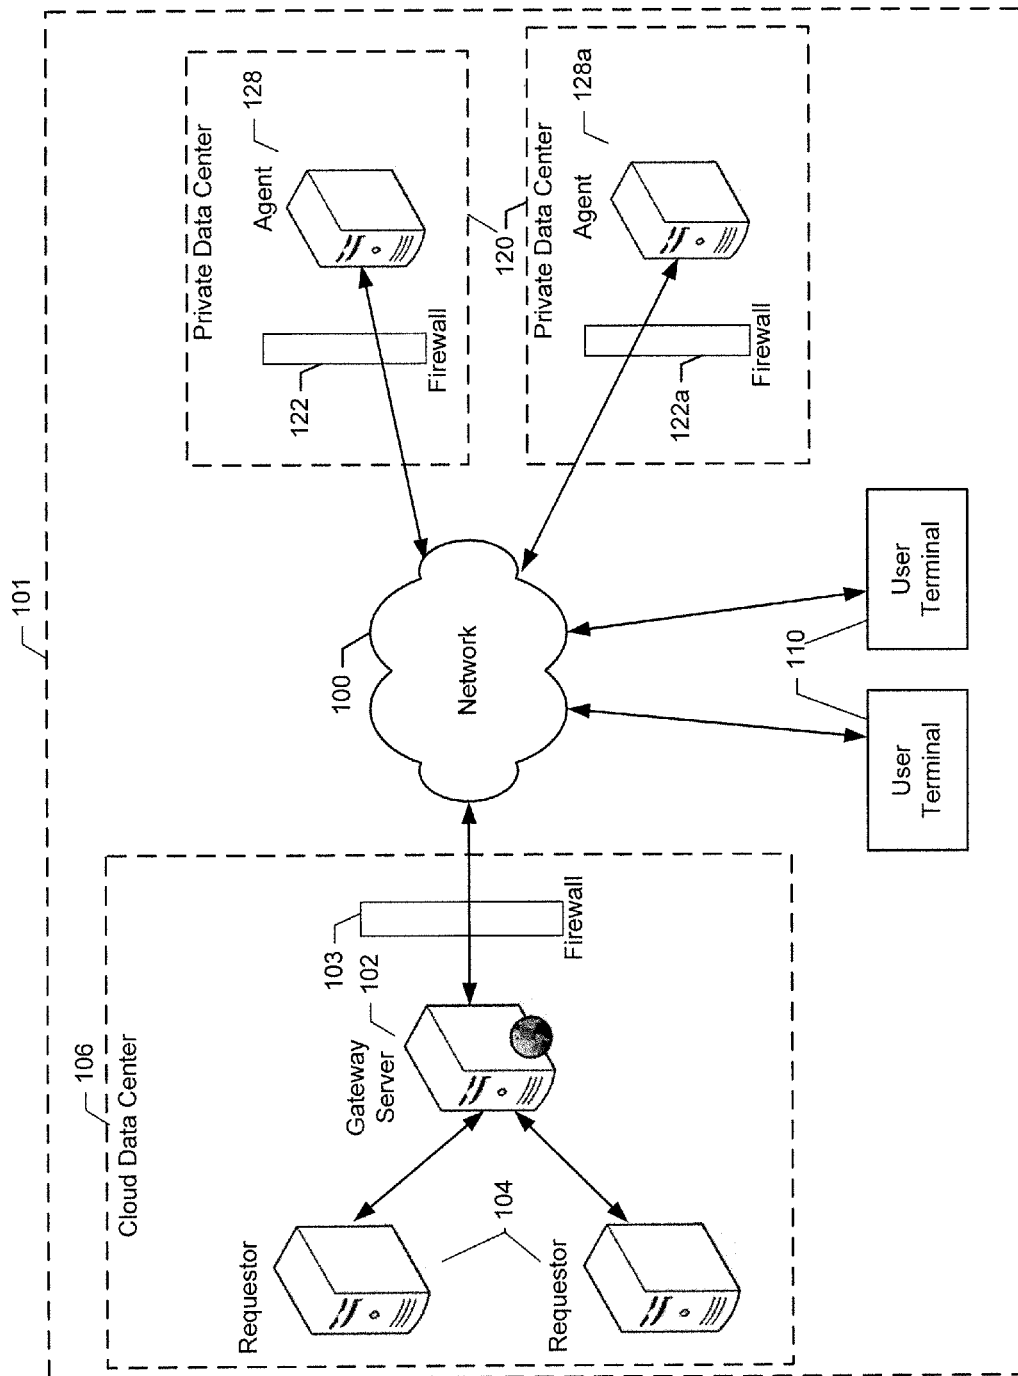 101
106
Cloud Data Center
Requestor
104
Requestor
Gateway
Server
102
103
Firewall
100
Network
110
User
Terminal
User
Terminal
Private Data Center
122
Firewall
Agent
128
120
Private Data Center
122a
Firewall
Agent
128a